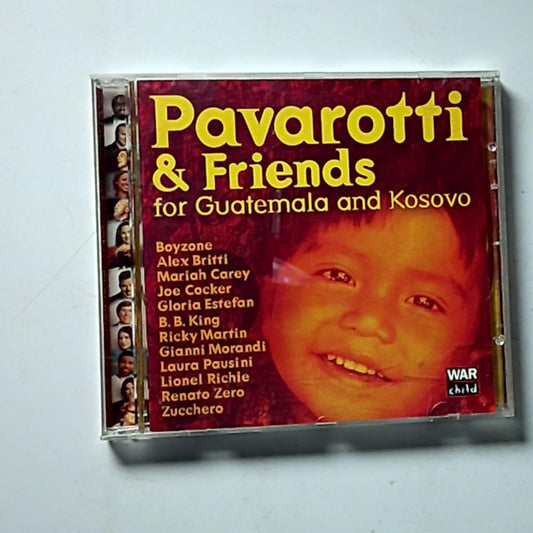 Pavarotti
& Friends
for Guatemala and Kosovo
Boyzone
Alex Britti
Mariah Carey
Joe Cocker
Gloria Estefan
B.B. King
Ricky Martin
Gianni Morandi
Laura Pausini
Lionel Richie
Renato Zero
Zucchero
WAR
child